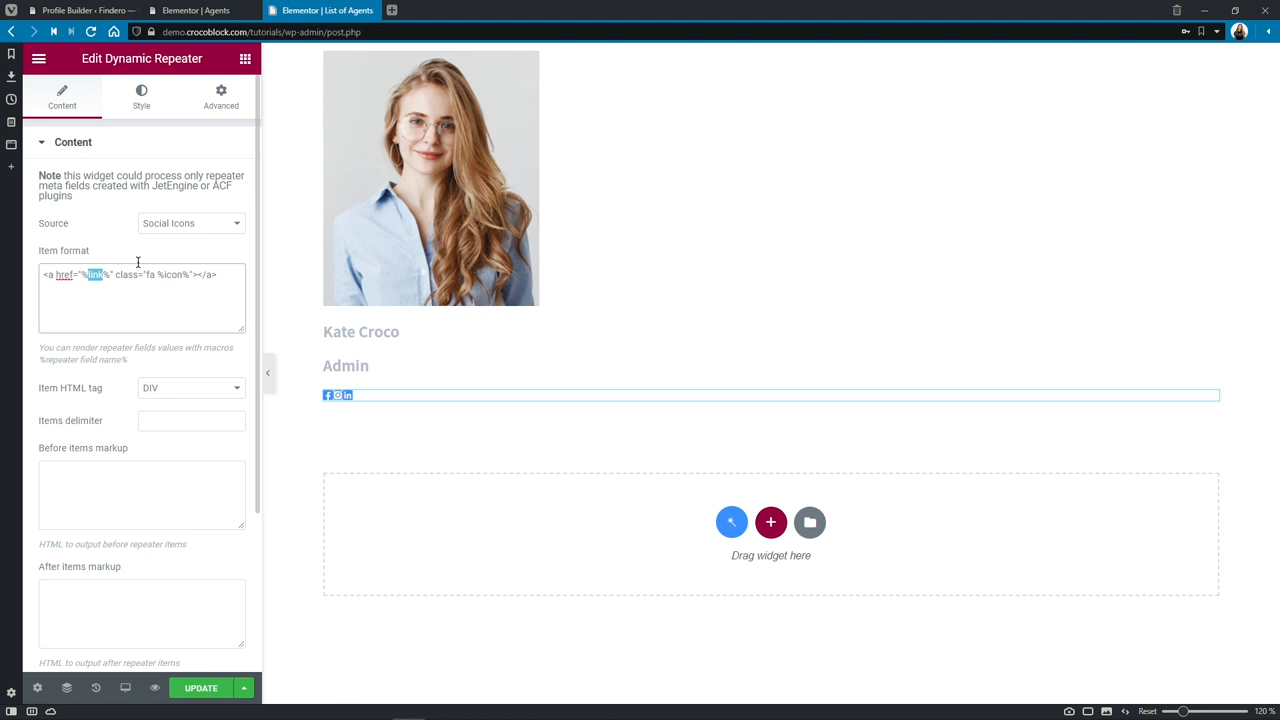 Profile Builder ‹ Findero —
Elementor | Agents
Elementor | List of Agents
demo.crocoblock.com/tutorials/wp-admin/post.php
Edit Dynamic Repeater
Content
Style
Advanced
Content
Note this widget could process only repeater
meta fields created with JetEngine or ACF
plugins
Source
Social Icons
Item format
<a href="%link%" class="fa %icon%"></a>
You can render repeater fields values with macros
%repeater field name%
Item HTML tag
DIV
Items delimiter
Before items markup
HTML to output before repeater items
After items markup
HTML to output after repeater items
UPDATE
Kate Croco
Admin
Drag widget here
Reset
120 %